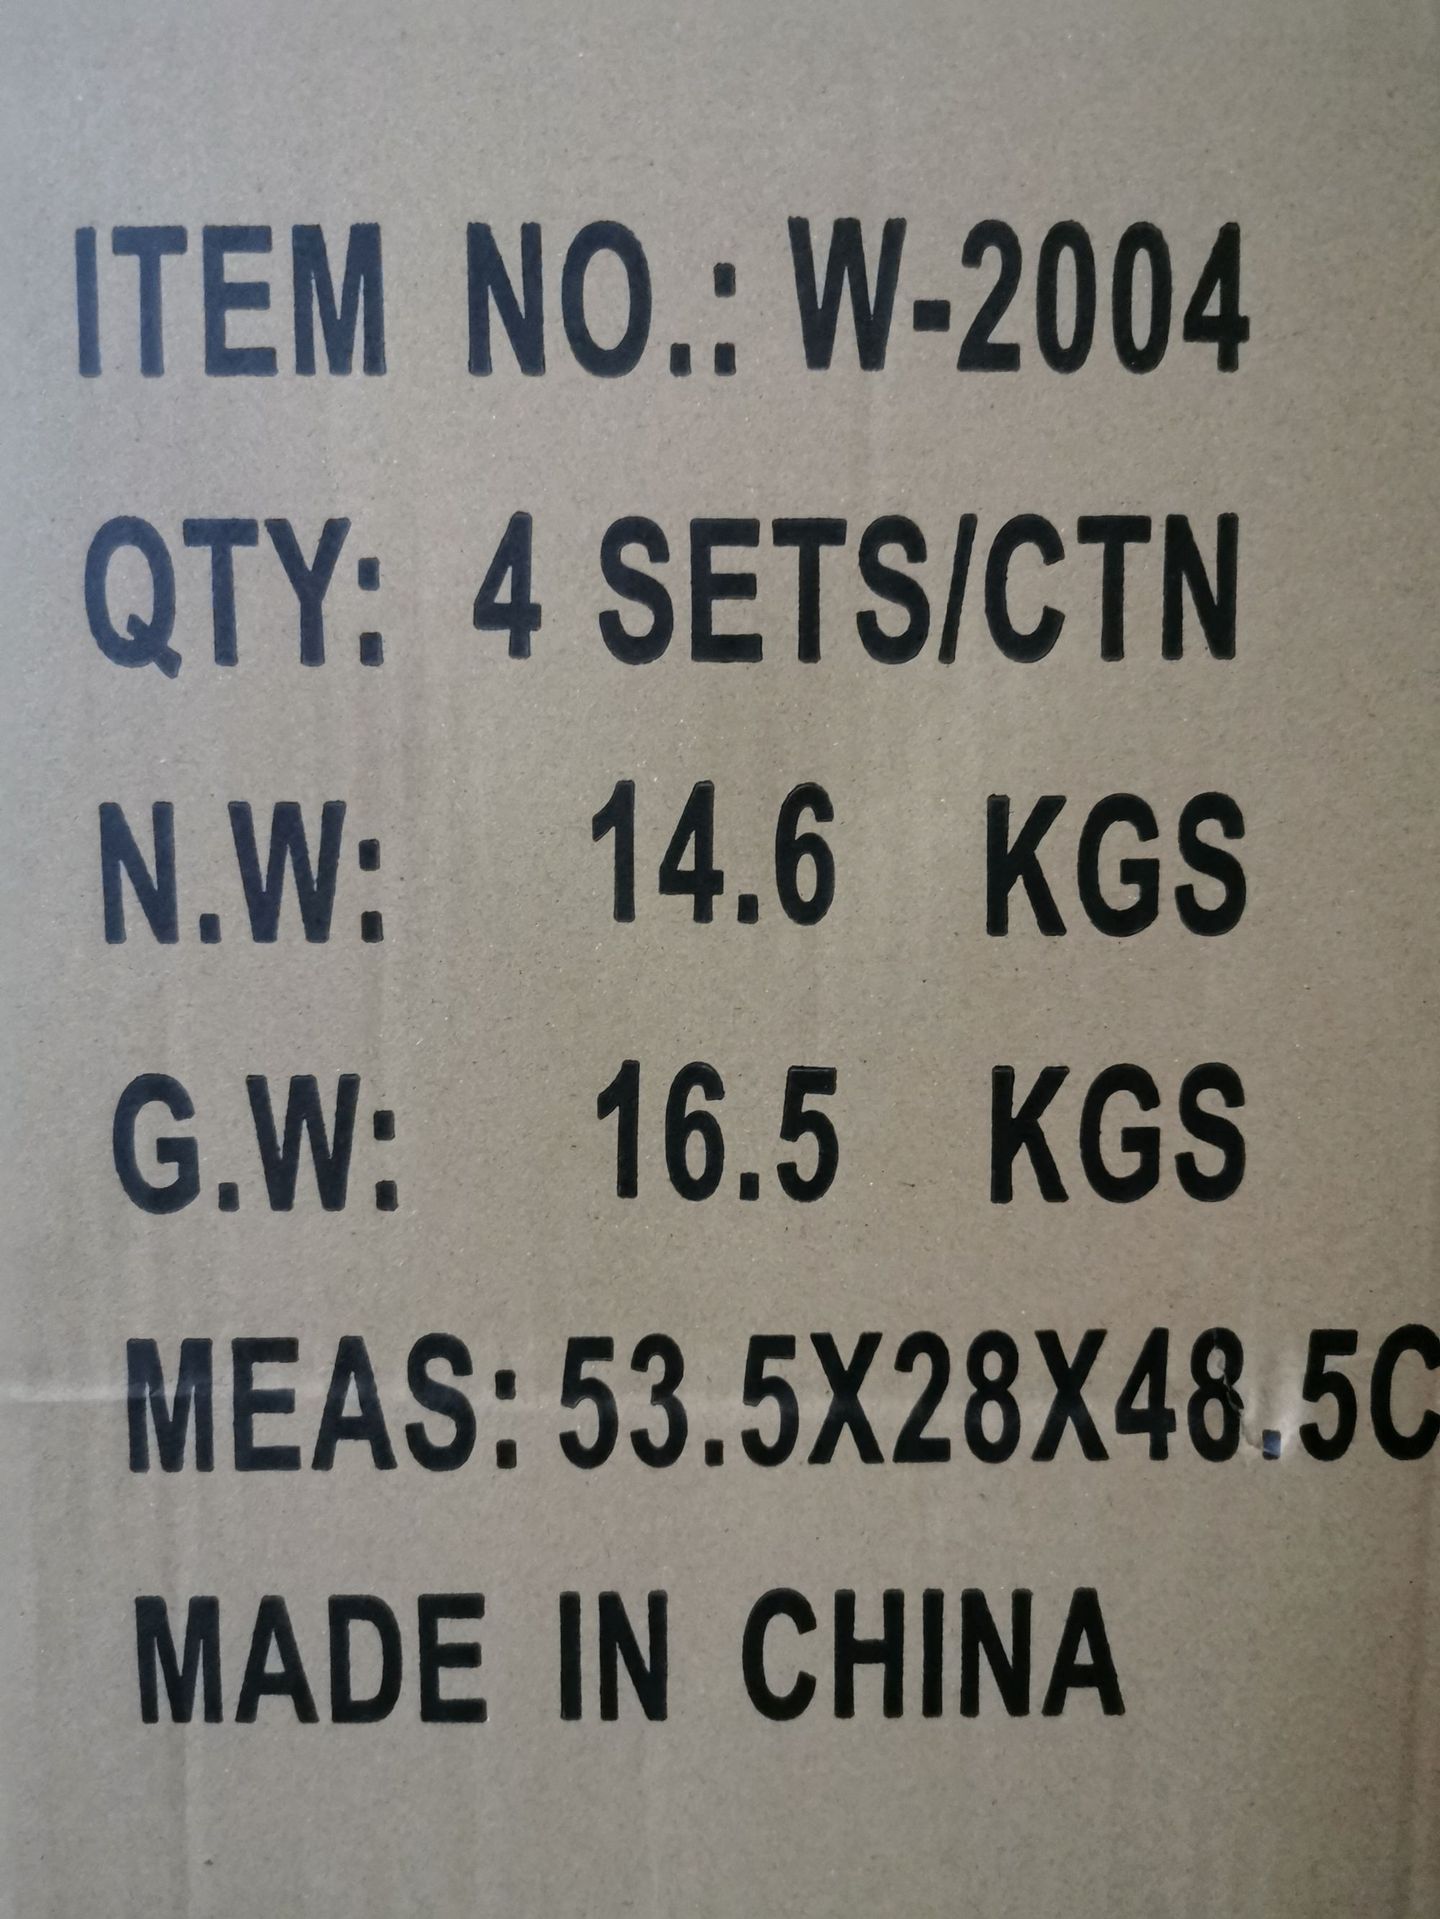 ITEM NO.: W-2004
QTY: 4 SETS/CTN
N.W: 14.6 KGS
G.W: 16.5 KGS
MEAS: 53.5X28X48.5C
MADE IN CHINA